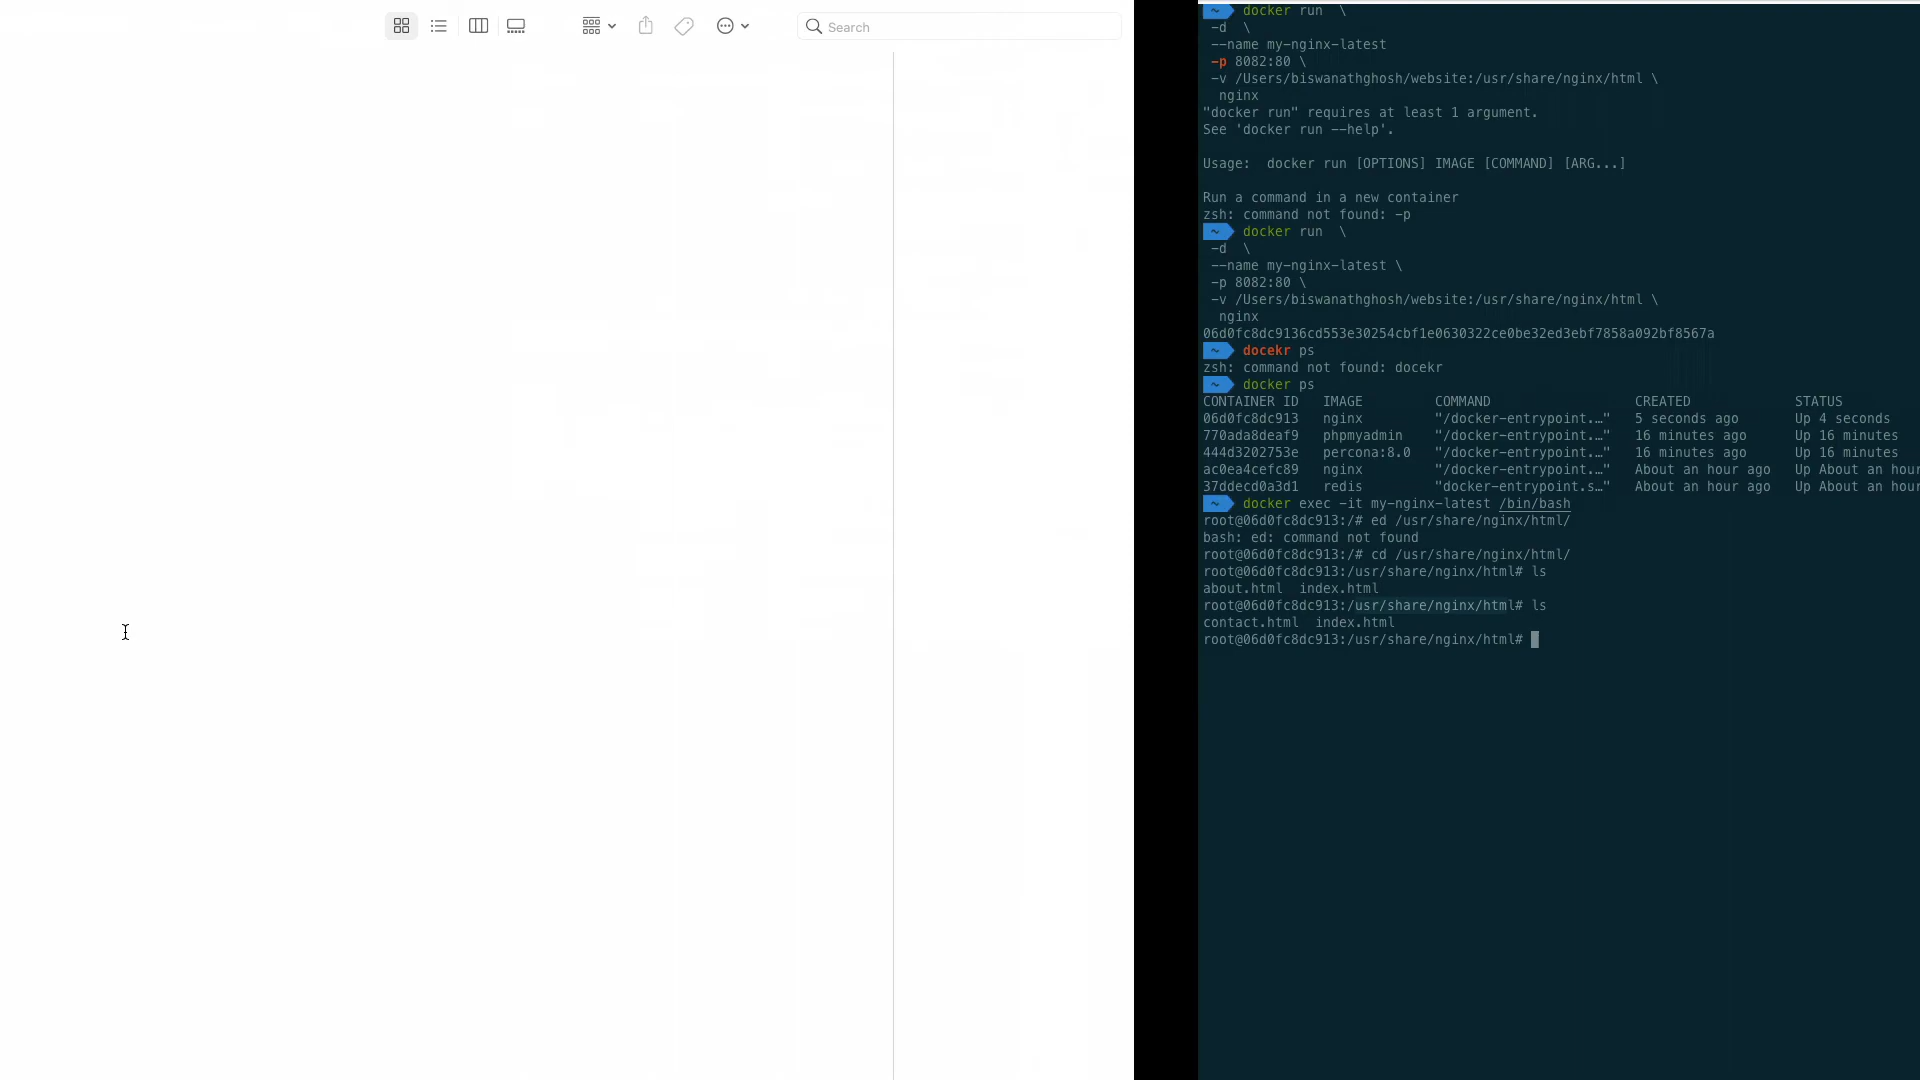 Search
~ docker run  \
 -d  \
 --name my-nginx-latest
 -p 8082:80 \
 -v /Users/biswanathghosh/website:/usr/share/nginx/html \
  nginx
"docker run" requires at least 1 argument.
See 'docker run --help'.
Usage:  docker run [OPTIONS] IMAGE [COMMAND] [ARG...]
Run a command in a new container
zsh: command not found: -p
~ docker run  \
 -d  \
 --name my-nginx-latest \
 -p 8082:80 \
 -v /Users/biswanathghosh/website:/usr/share/nginx/html \
  nginx
06d0fc8dc9136cd553e30254cbf1e0630322ce0be32ed3ebf7858a092bf8567a
~ docekr ps
zsh: command not found: docekr
~ docker ps
CONTAINER ID   IMAGE         COMMAND                  CREATED             STATUS
06d0fc8dc913   nginx         "/docker-entrypoint.…"   5 seconds ago       Up 4 seconds
770ada8deaf9   phpmyadmin    "/docker-entrypoint.…"   16 minutes ago      Up 16 minutes
444d3202753e   percona:8.0   "/docker-entrypoint.…"   16 minutes ago      Up 16 minutes
ac0ea4cefc89   nginx         "/docker-entrypoint.…"   About an hour ago   Up About an hour
37ddecd0a3d1   redis         "docker-entrypoint.s…"   About an hour ago   Up About an hour
~ docker exec -it my-nginx-latest /bin/bash
root@06d0fc8dc913:/# ed /usr/share/nginx/html/
bash: ed: command not found
root@06d0fc8dc913:/# cd /usr/share/nginx/html/
root@06d0fc8dc913:/usr/share/nginx/html# ls
about.html  index.html
root@06d0fc8dc913:/usr/share/nginx/html# ls
contact.html  index.html
root@06d0fc8dc913:/usr/share/nginx/html#